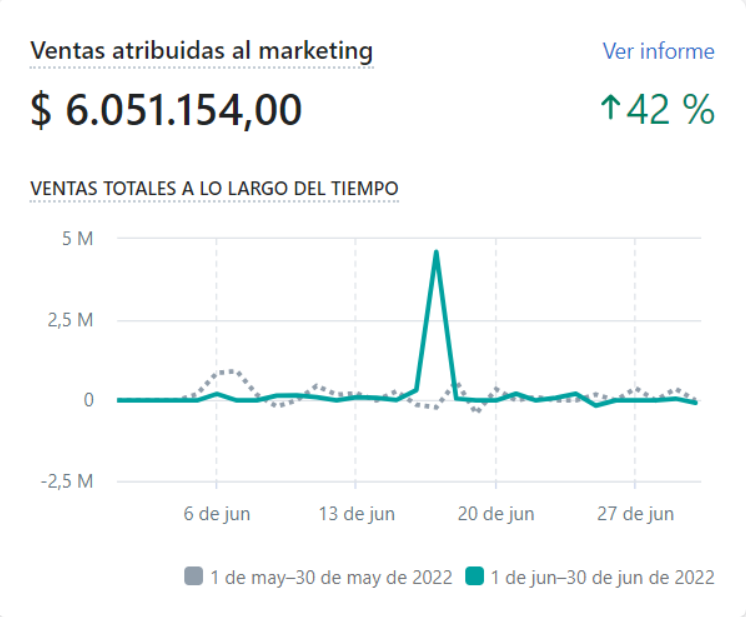 Ventas atribuidas al marketing
Ver informe
$ 6.051.154,00
↑42 %
VENTAS TOTALES A LO LARGO DEL TIEMPO
5 M
2,5 M
0
-2,5 M
6 de jun
13 de jun
20 de jun
27 de jun
1 de may–30 de may de 2022
1 de jun–30 de jun de 2022